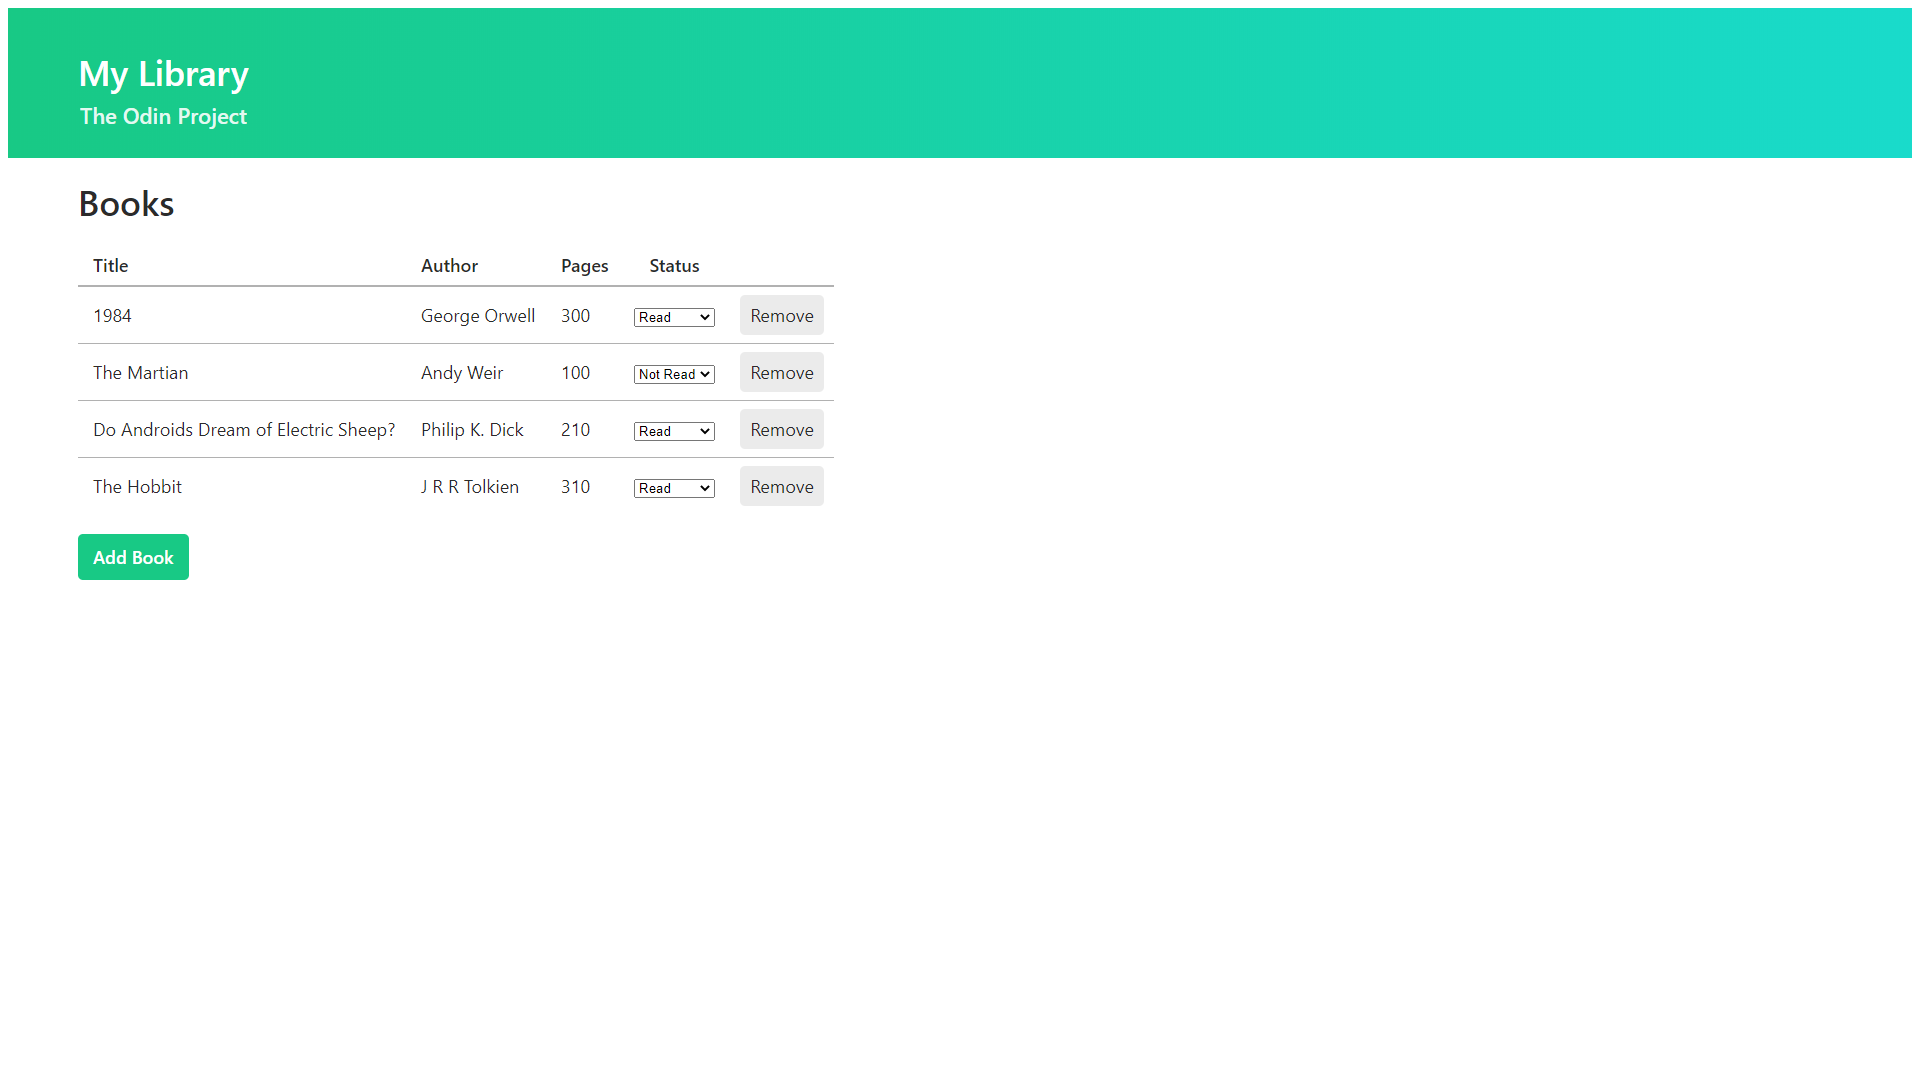 My Library
The Odin Project
Books
Title Author Pages Status
1984 George Orwell 300 Read Remove
The Martian Andy Weir 100 Not Read Remove
Do Androids Dream of Electric Sheep? Philip K. Dick 210 Read Remove
The Hobbit J R R Tolkien 310 Read Remove
Add Book